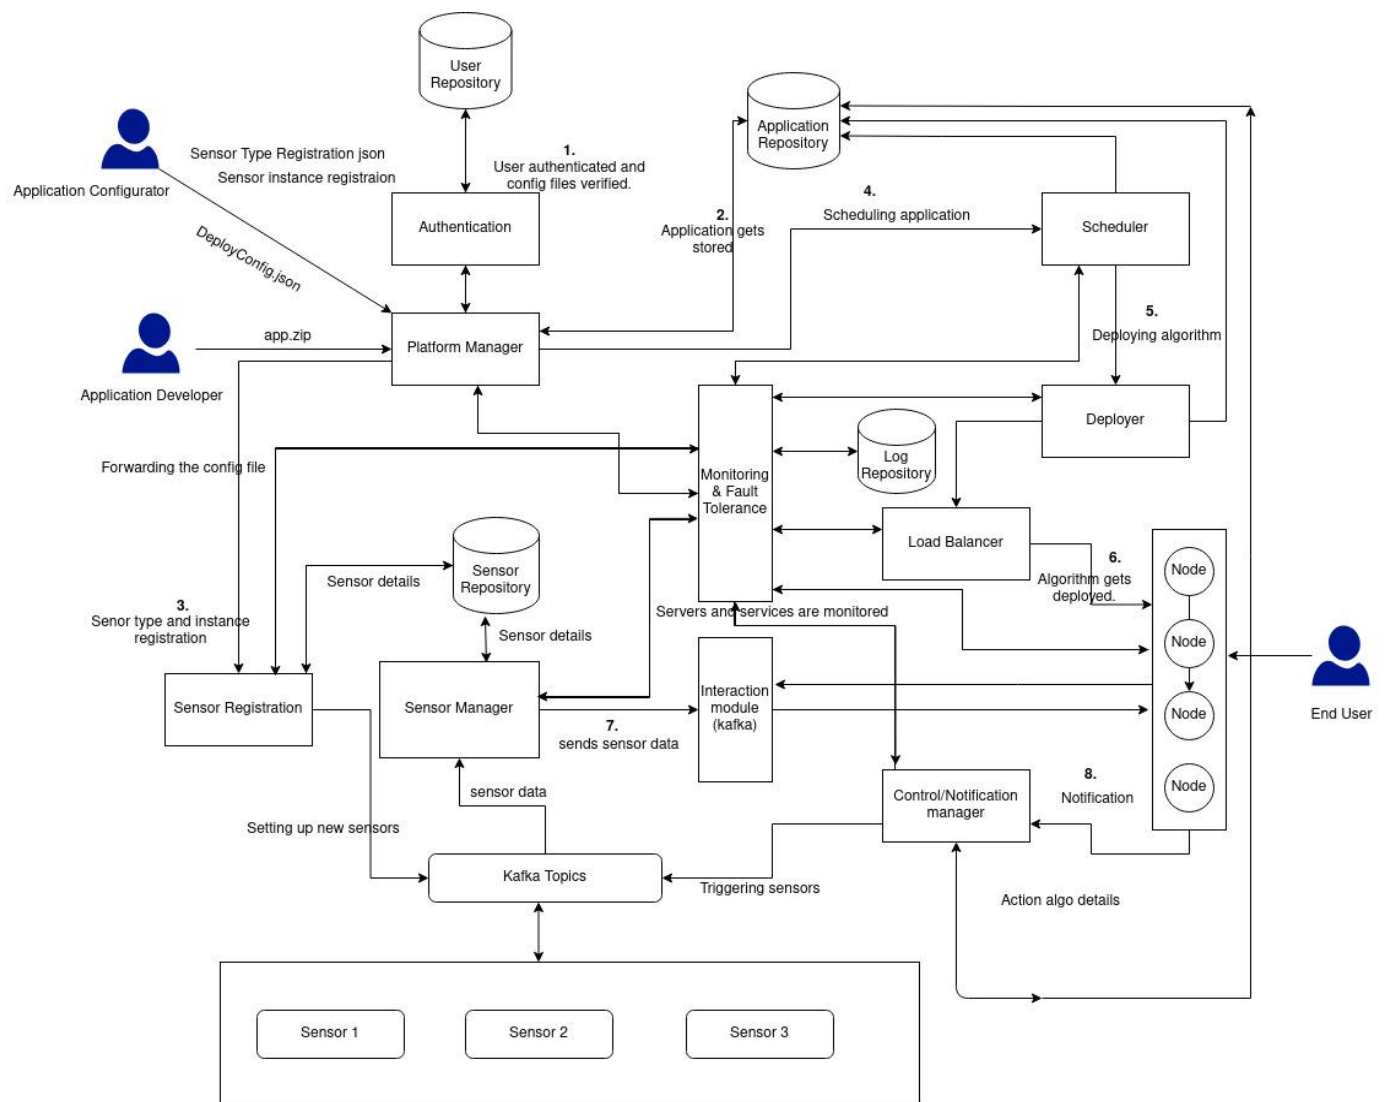 User
Repository
Application
Repository
Sensor Type Registration json
Sensor instance registraion
1.
User authenticated and
config files verified.
Application Configurator
4.
Scheduling application
2.
Application gets
stored
Authentication
Scheduler
DeployConfig.json
app.zip
Platform Manager
5.
Deploying algorithm
Application Developer
Deployer
Forwarding the config file
Monitoring
& Fault
Tolerance
Log
Repository
Load Balancer
6.
Algorithm gets
deployed.
Node
Node
Node
Node
Sensor
Repository
Sensor details
Sensor details
3.
Senor type and instance
registration
Servers and services are monitored
Sensor Registration
Sensor Manager
Interaction
module
(kafka)
7.
sends sensor data
End User
Control/Notification
manager
8.
Notification
sensor data
Setting up new sensors
Kafka Topics
Triggering sensors
Action algo details
Sensor 1
Sensor 2
Sensor 3